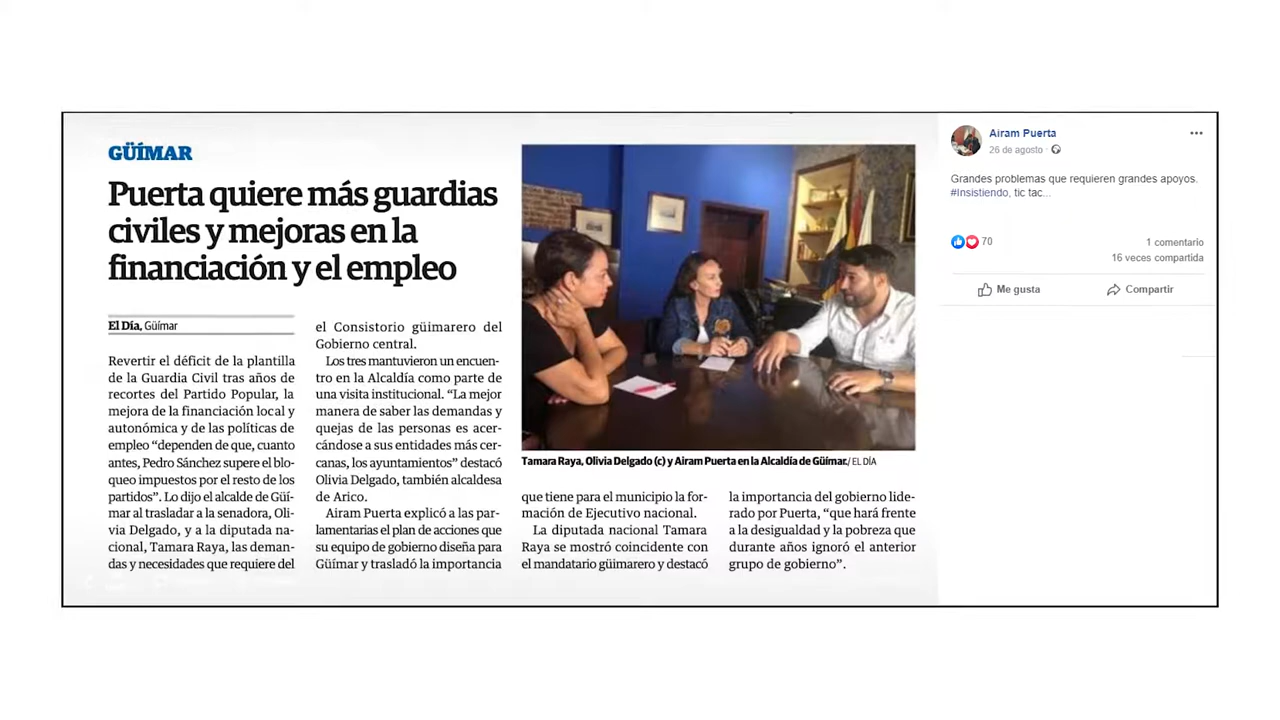 GÜÍMAR
Puerta quiere más guardias
civiles y mejoras en la
financiación y el empleo
El Día, Güímar
Revertir el déficit de la plantilla
de la Guardia Civil tras años de
recortes del Partido Popular, la
mejora de la financiación local y
autonómica y de las políticas de
empleo “dependen de que, cuanto
antes, Pedro Sánchez supere el blo-
queo impuestos por el resto de los
partidos”. Lo dijo el alcalde de Güí-
mar al trasladar a la senadora, Oli-
via Delgado, y a la diputada na-
cional, Tamara Raya, las deman-
das y necesidades que requiere del
el Consistorio güimarero del
Gobierno central.
Los tres mantuvieron un encuen-
tro en la Alcaldía como parte de
una visita institucional. “La mejor
manera de saber las demandas y
quejas de las personas es acer-
cándose a sus entidades más cer-
canas, los ayuntamientos” destacó
Olivia Delgado, también alcaldesa
de Arico.
Airam Puerta explicó a las par-
lamentarias el plan de acciones que
su equipo de gobierno diseña para
Güímar y trasladó la importancia
Tamara Raya, Olivia Delgado (c) y Airam Puerta en la Alcaldía de Güímar./ EL DÍA
que tiene para el municipio la for-
mación de Ejecutivo nacional.
La diputada nacional Tamara
Raya se mostró coincidente con
el mandatario güimarero y destacó
la importancia del gobierno lide-
rado por Puerta, “que hará frente
a la desigualdad y la pobreza que
durante años ignoró el anterior
grupo de gobierno”.
Airam Puerta
26 de agosto ·
Grandes problemas que requieren grandes apoyos.
#Insistiendo, tic tac...
70
1 comentario
16 veces compartida
Me gusta
Compartir